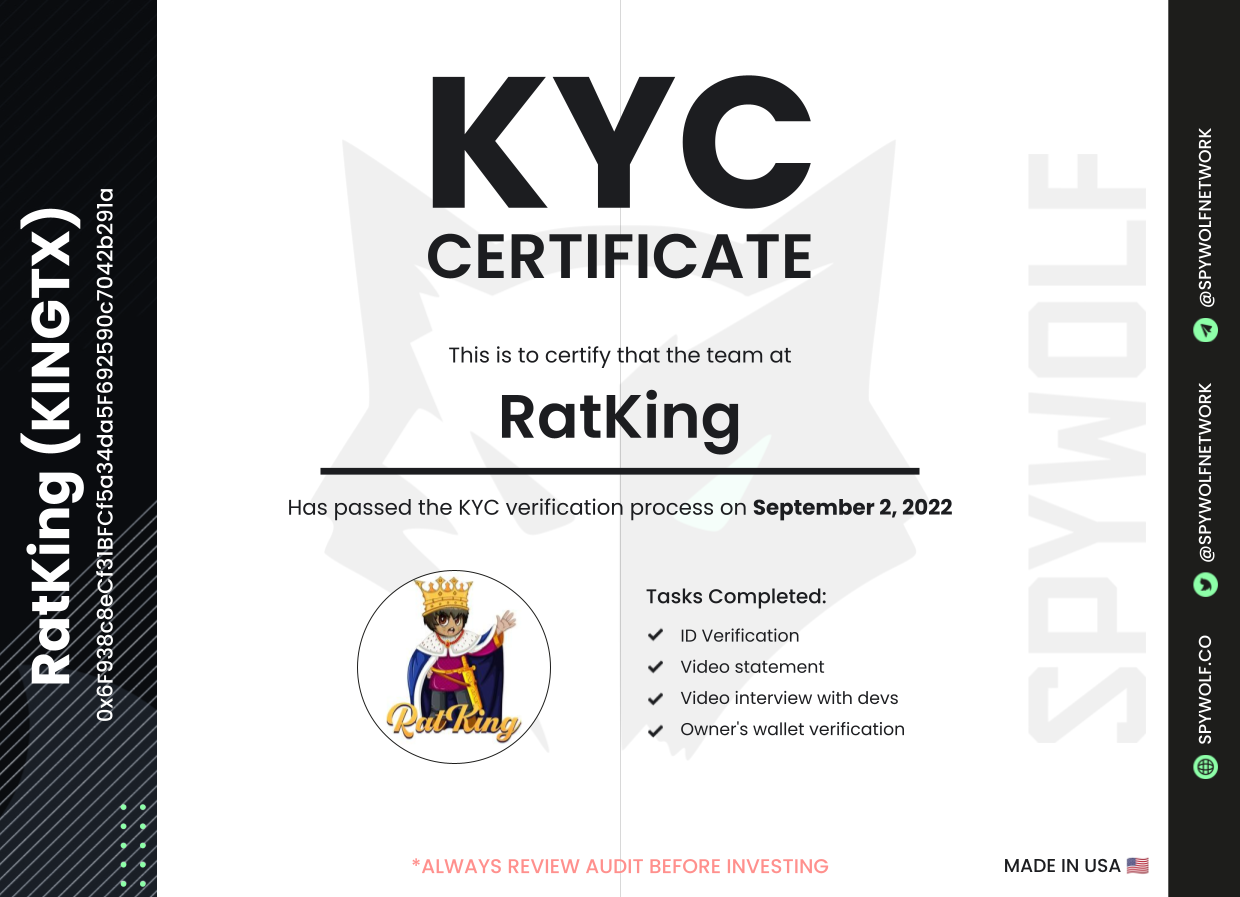 RatKing (KINGTX)
0x6F938c8eCf31BFCf5a34da5F692590c7042b291a
KYC
CERTIFICATE
This is to certify that the team at
RatKing
Has passed the KYC verification process on September 2, 2022
RatKing
Tasks Completed:
ID Verification
Video statement
Video interview with devs
Owner's wallet verification
*ALWAYS REVIEW AUDIT BEFORE INVESTING
MADE IN USA 🇺🇸
SPYWOLF
@SPYWOLFNETWORK
@SPYWOLFNETWORK
SPYWOLF.CO